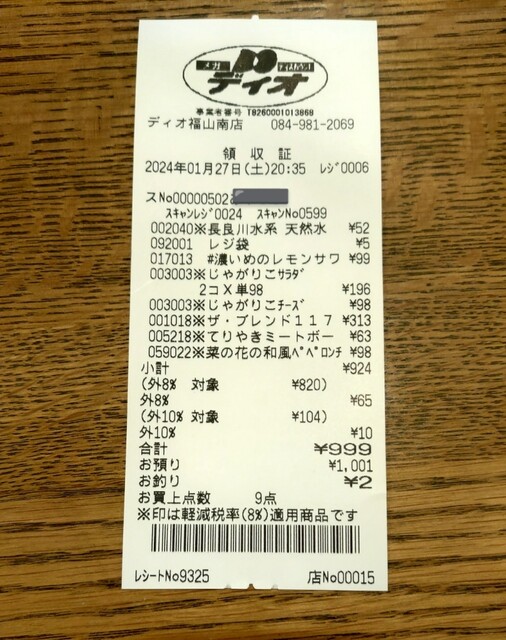 メガ ディスカウント
ディオ
事業者番号 T8260001013868
ディオ福山南店 084-981-2069
領収証
2024年01月27日(土)20:35 レジ0006
スNo00000502
スキャンレジ0024 スキャンNo0599
002040※長良川水系 天然水 ¥52
092001 レジ袋 ¥5
017013 #濃いめのレモンサワ ¥99
003003※じゃがりこサラダ
2コX単98 ¥196
003003※じゃがりこチーズ ¥98
001018※ザ・ブレンド117 ¥313
005218※てりやきミートボー ¥63
059022※菜の花の和風ペペロンチ ¥98
小計 ¥924
(外8% 対象 ¥820)
外8% ¥65
(外10% 対象 ¥104)
外10% ¥10
合計 ¥999
お預り ¥1,001
お釣り ¥2
お買上点数 9点
※印は軽減税率(8%)適用商品です
レシートNo9325 店No00015